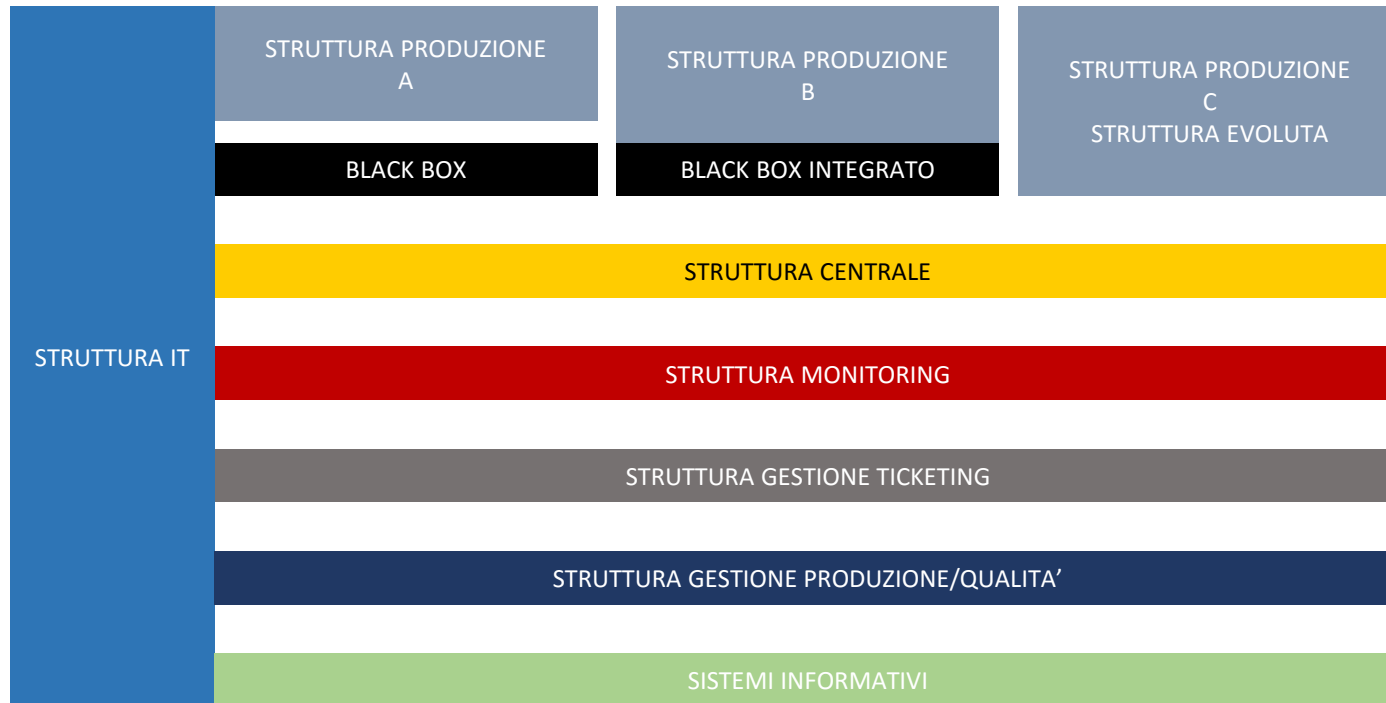 STRUTTURA IT
STRUTTURA PRODUZIONE
A
BLACK BOX
STRUTTURA PRODUZIONE
B
BLACK BOX INTEGRATO
STRUTTURA PRODUZIONE
C
STRUTTURA EVOLUTA
STRUTTURA CENTRALE
STRUTTURA MONITORING
STRUTTURA GESTIONE TICKETING
STRUTTURA GESTIONE PRODUZIONE/QUALITA’
SISTEMI INFORMATIVI